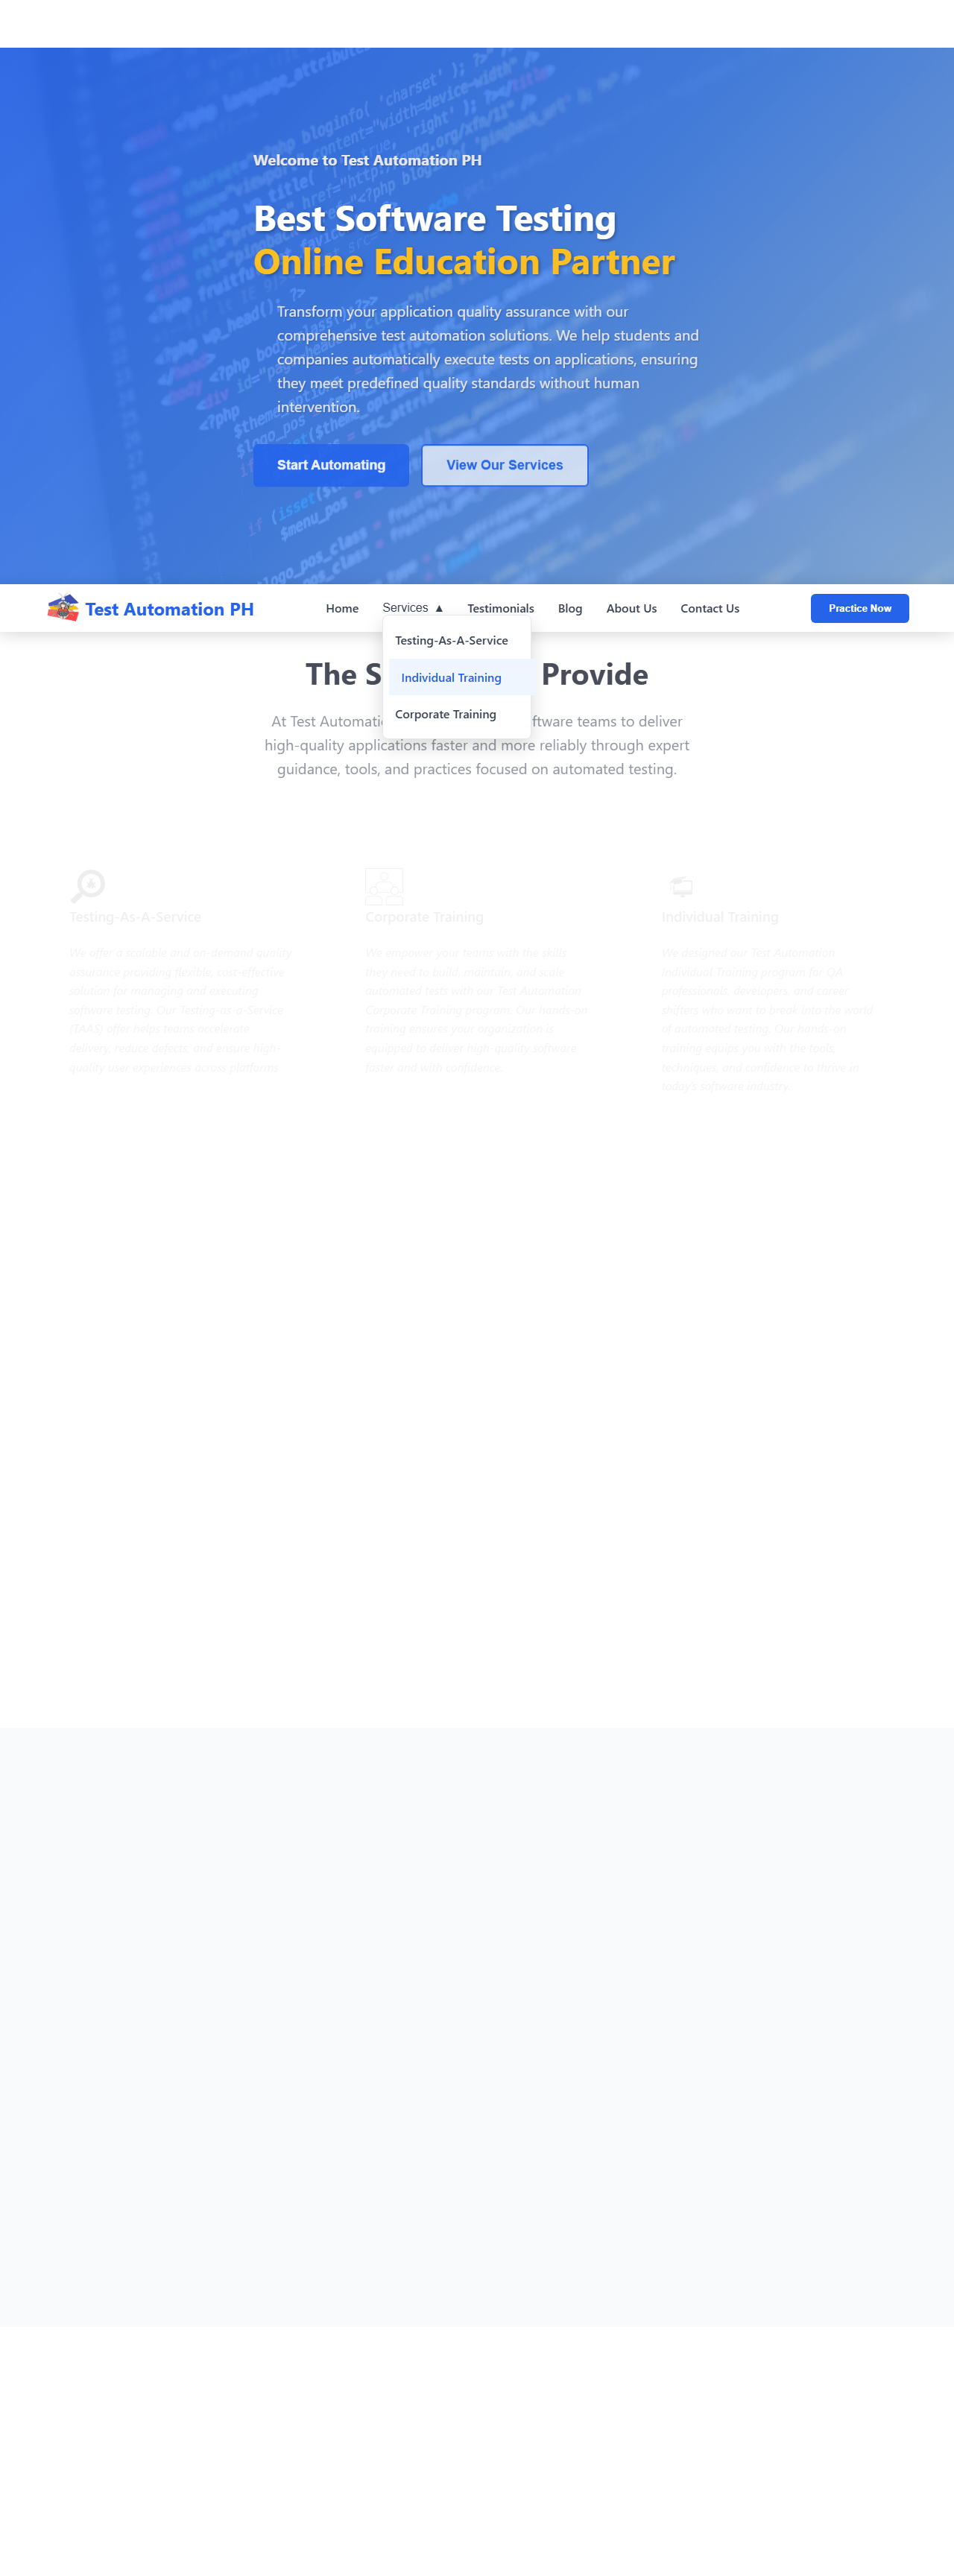 Welcome to Test Automation PH
Best Software Testing
Online Education Partner
Transform your application quality assurance with our
comprehensive test automation solutions. We help students and
companies automatically execute tests on applications, ensuring
they meet predefined quality standards without human
intervention.
Start Automating
View Our Services
Test Automation PH
Home
Services ▲
Testimonials
Blog
About Us
Contact Us
Practice Now
Testing-As-A-Service
Individual Training
Corporate Training
The S Provide
At Test Automati ftware teams to deliver
high-quality applications faster and more reliably through expert
guidance, tools, and practices focused on automated testing.
Testing-As-A-Service
We offer a scalable and on-demand quality
assurance providing flexible, cost-effective
solution for managing and executing
software testing. Our Testing-as-a-Service
(TAAS) offer helps teams accelerate
delivery, reduce defects, and ensure high-
quality user experiences across platforms.
Corporate Training
We empower your teams with the skills
they need to build, maintain, and scale
automated tests with our Test Automation
Corporate Training program. Our hands-on
training ensures your organization is
equipped to deliver high-quality software
faster and with confidence.
Individual Training
We designed our Test Automation
Individual Training program for QA
professionals, developers, and career
shifters who want to break into the world
of automated testing. Our hands-on
training equips you with the tools,
techniques, and confidence to thrive in
today's software industry.